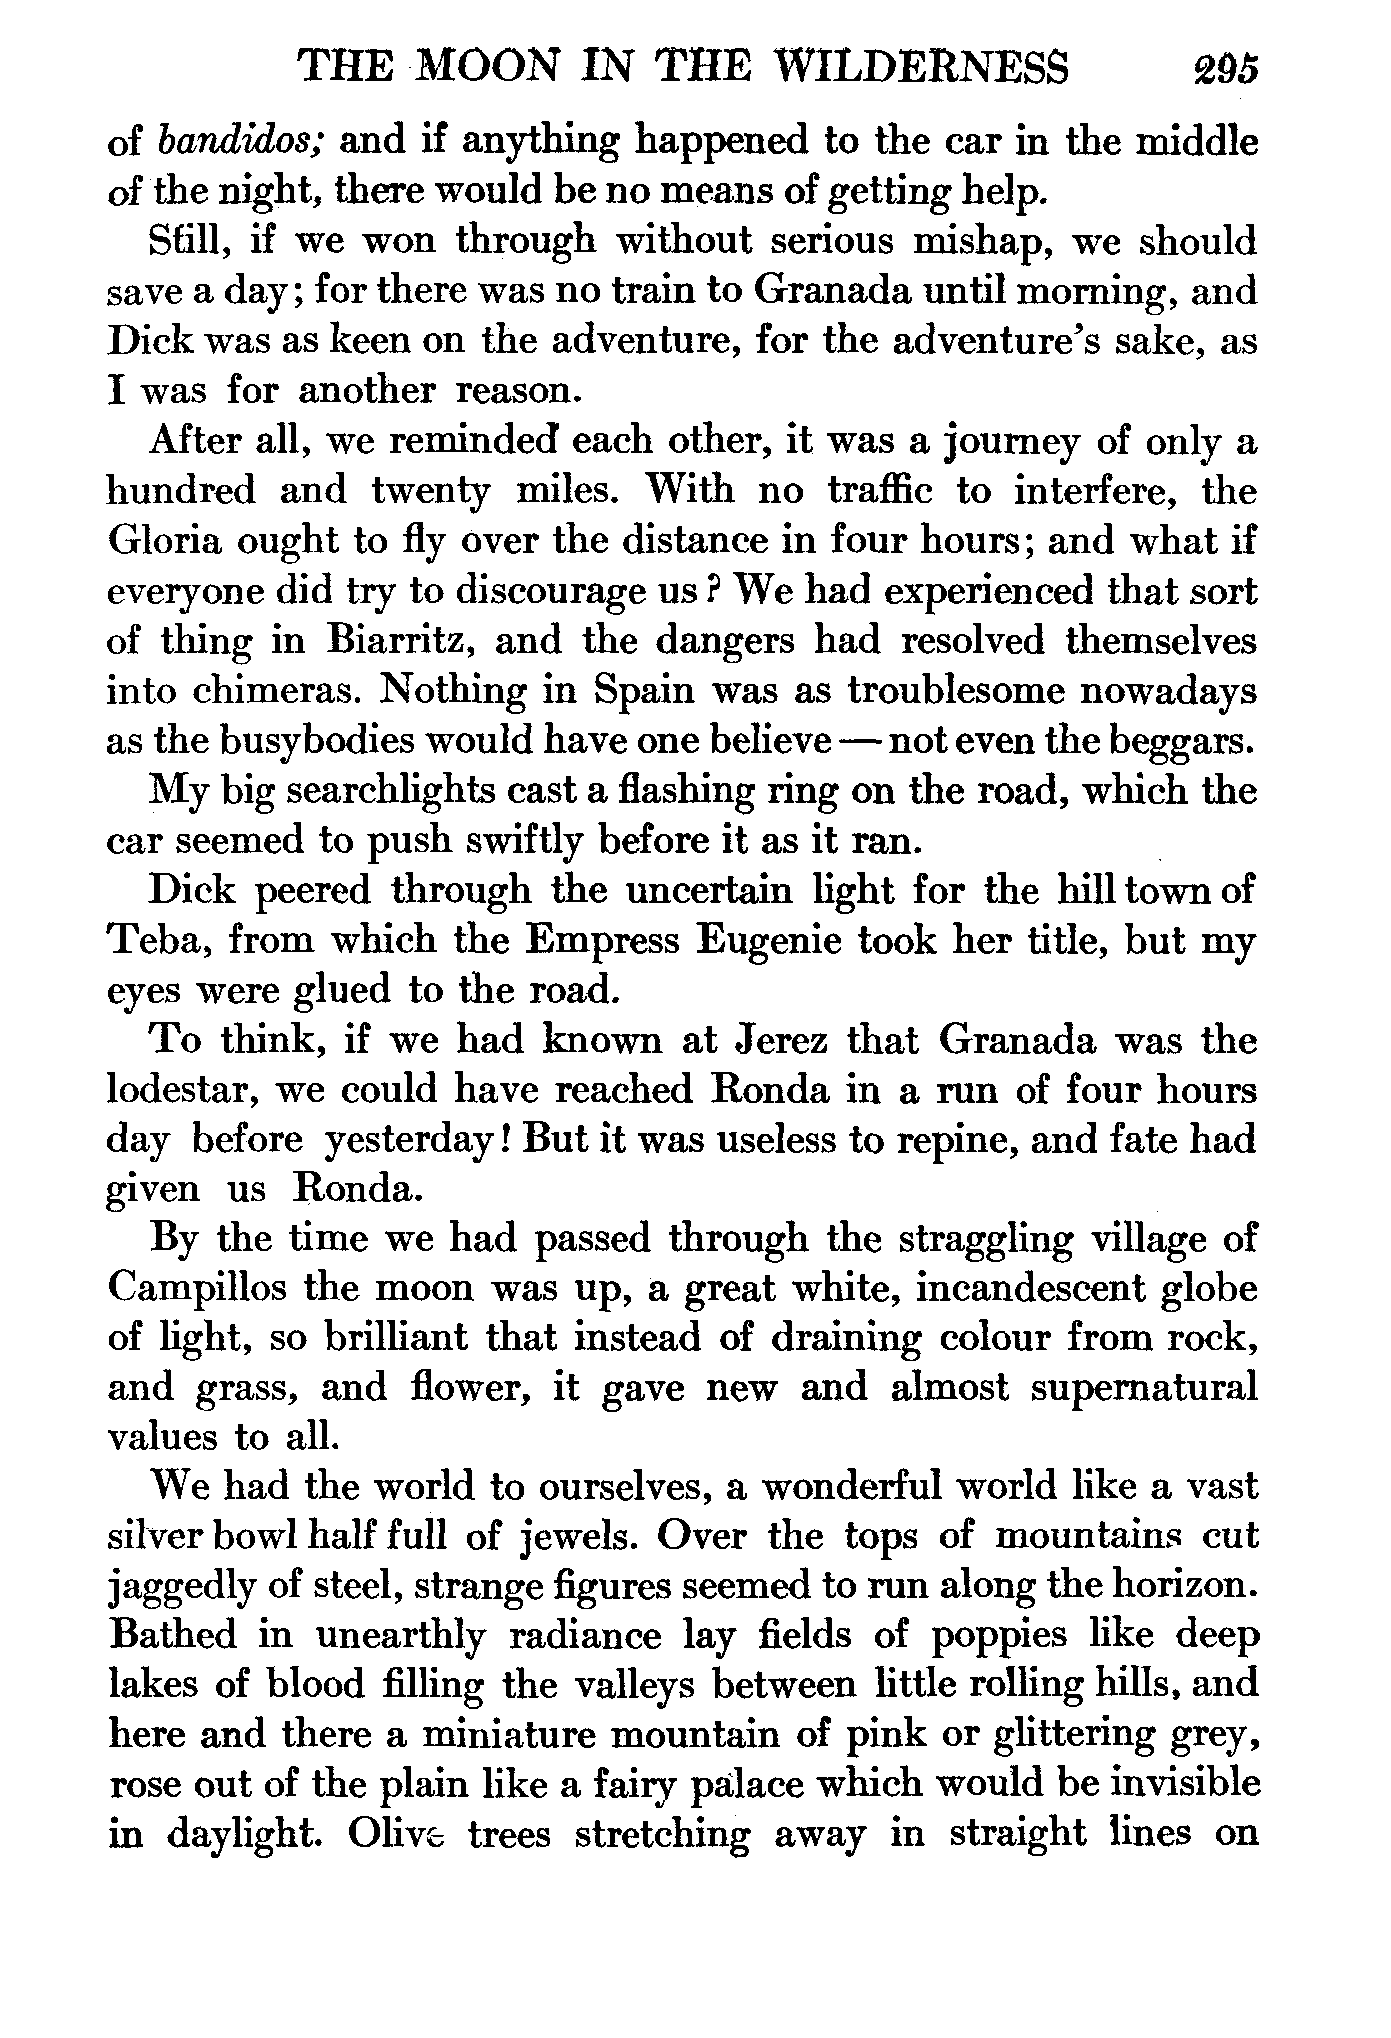 THE MOON IN THE WILDERNESS 295
of bandidos; and if anything happened to the car in the middle
of the night, there would be no means of getting help.
Still, if we won through without serious mishap, we should
save a day; for there was no train to Granada until morning, and
Dick was as keen on the adventure, for the adventure's sake, as
I was for another reason.
After all, we reminded each other, it was a journey of only a
hundred and twenty miles. With no traffic to interfere, the
Gloria ought to fly over the distance in four hours; and what if
everyone did try to discourage us? We had experienced that sort
of thing in Biarritz, and the dangers had resolved themselves
into chimeras. Nothing in Spain was as troublesome nowadays
as the busybodies would have one believe — not even the beggars.
My big searchlights cast a flashing ring on the road, which the
car seemed to push swiftly before it as it ran.
Dick peered through the uncertain light for the hill town of
Teba, from which the Empress Eugenie took her title, but my
eyes were glued to the road.
To think, if we had known at Jerez that Granada was the
lodestar, we could have reached Ronda in a run of four hours
day before yesterday! But it was useless to repine, and fate had
given us Ronda.
By the time we had passed through the straggling village of
Campillos the moon was up, a great white, incandescent globe
of light, so brilliant that instead of draining colour from rock,
and grass, and flower, it gave new and almost supernatural
values to all.
We had the world to ourselves, a wonderful world like a vast
silver bowl half full of jewels. Over the tops of mountains cut
jaggedly of steel, strange figures seemed to run along the horizon.
Bathed in unearthly radiance lay fields of poppies like deep
lakes of blood filling the valleys between little rolling hills, and
here and there a miniature mountain of pink or glittering grey,
rose out of the plain like a fairy palace which would be invisible
in daylight. Olive trees stretching away in straight lines on